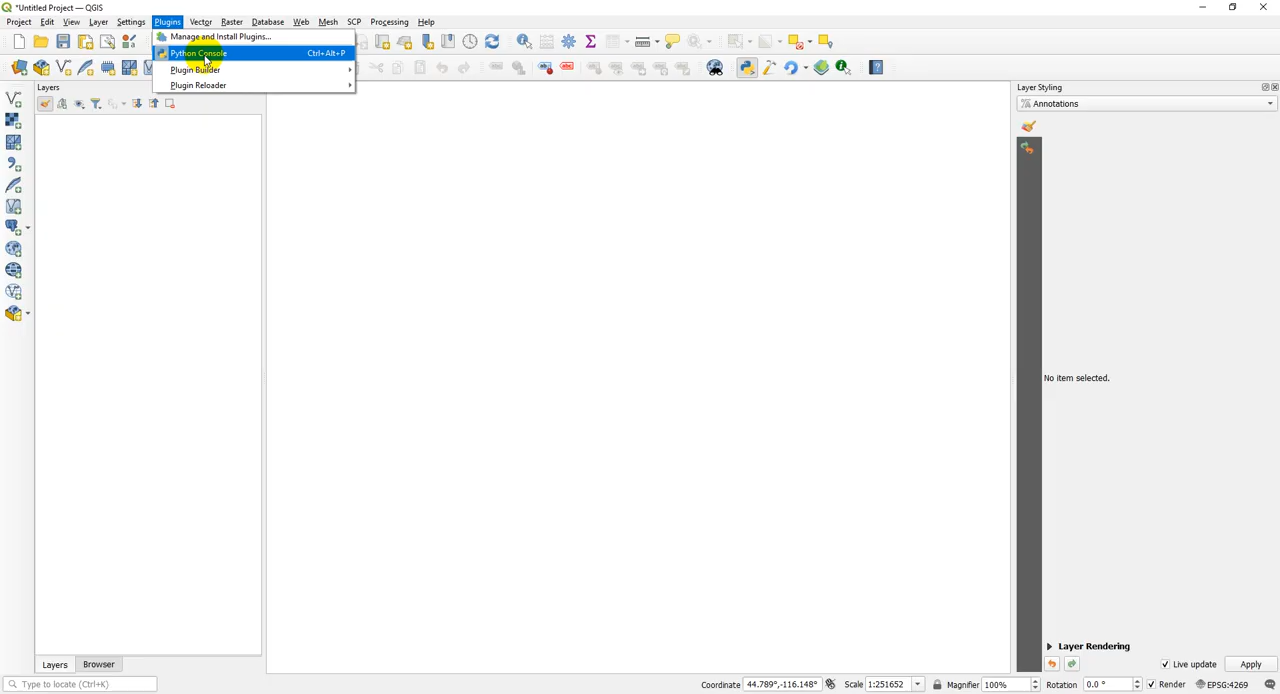 *Untitled Project — QGIS
Project Edit View Layer Settings Plugins Vector Raster Database Web Mesh SCP Processing Help
Manage and Install Plugins...
Python Console Ctrl+Alt+P
Plugin Builder
Plugin Reloader
Layers
Layer Styling
Annotations
No item selected.
Layer Rendering
Layers Browser
Live update Apply
Type to locate (Ctrl+K)
Coordinate 44.789°,-116.148° Scale 1:251652 Magnifier 100% Rotation 0.0 ° Render EPSG:4269